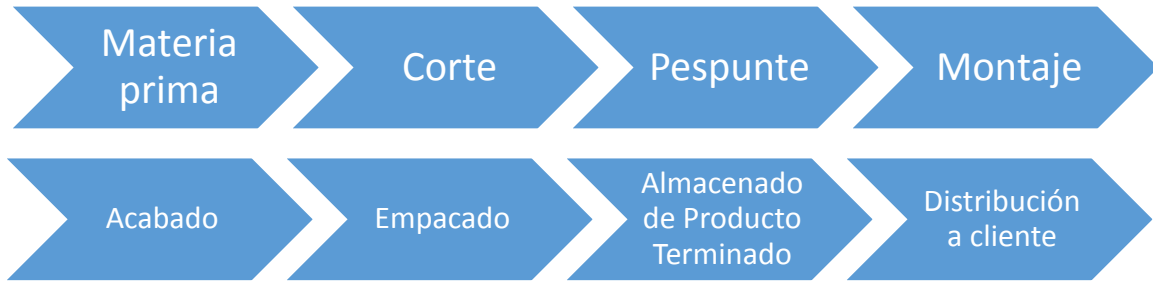 Materia
prima
Corte
Pespunte
Montaje
Acabado
Empacado
Almacenado
de Producto
Terminado
Distribución
a cliente